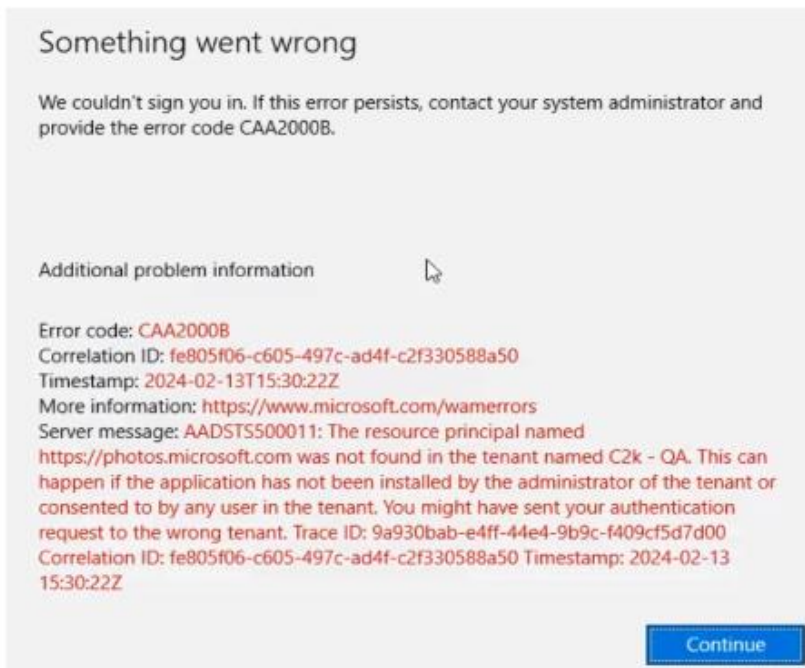 Something went wrong
We couldn't sign you in. If this error persists, contact your system administrator and
provide the error code CAA2000B.
Additional problem information
Error code: CAA2000B
Correlation ID: fe805f06-c605-497c-ad4f-c2f330588a50
Timestamp: 2024-02-13T15:30:22Z
More information: https://www.microsoft.com/wamerrors
Server message: AADSTS500011: The resource principal named
https://photos.microsoft.com was not found in the tenant named C2k - QA. This can
happen if the application has not been installed by the administrator of the tenant or
consented to by any user in the tenant. You might have sent your authentication
request to the wrong tenant. Trace ID: 9a930bab-e4ff-44e4-9b9c-f409cf5d7d00
Correlation ID: fe805f06-c605-497c-ad4f-c2f330588a50 Timestamp: 2024-02-13
15:30:22Z
Continue